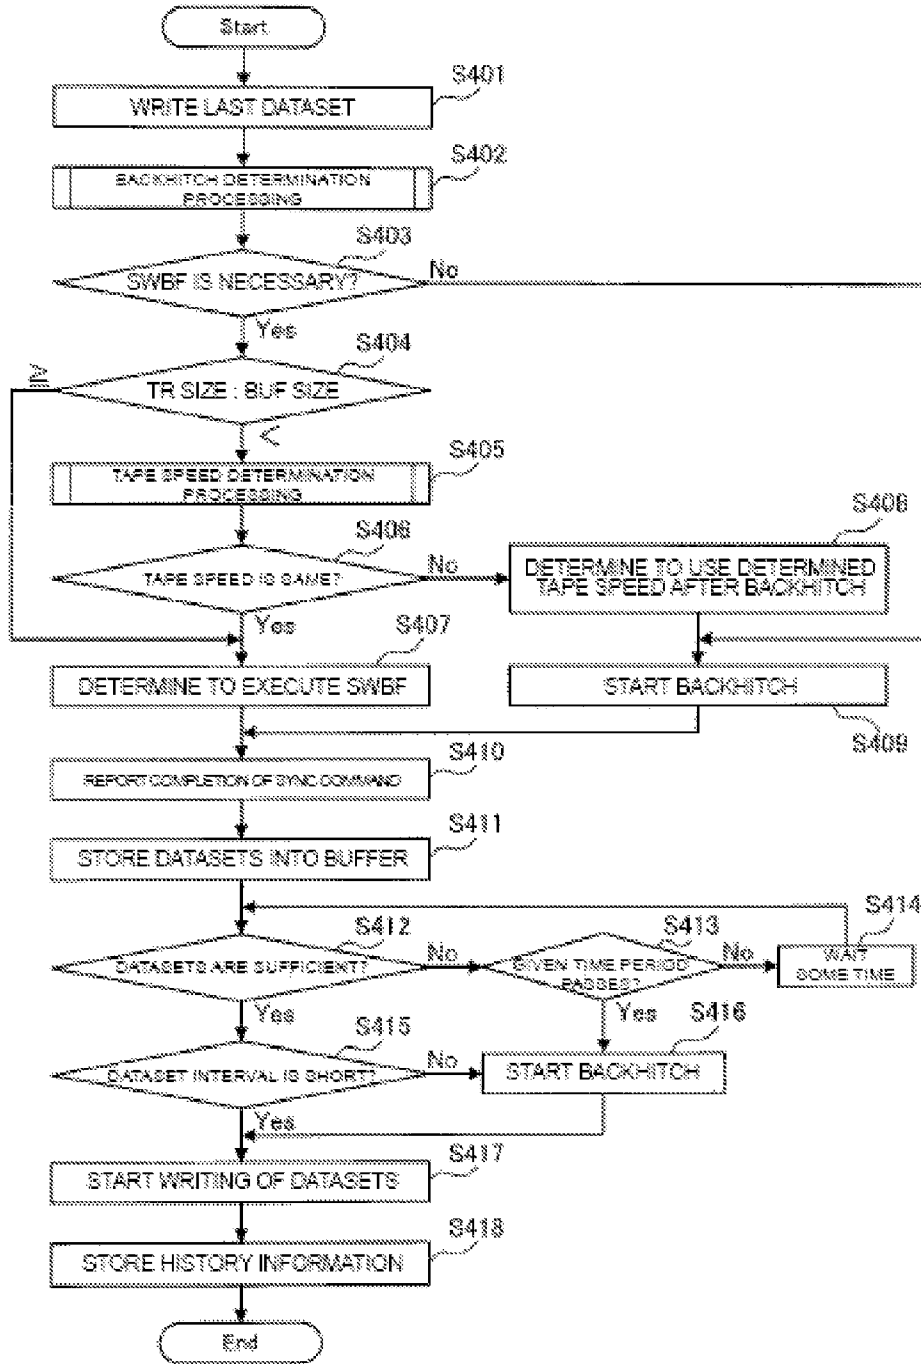 Start
S401
WRITE LAST DATASET
S402
BACKHITCH DETERMINATION
PROCESSING
S403
SWBF IS NECESSARY?
No
Yes
S404
≧
TR SIZE : BUF SIZE
<
S405
TAPE SPEED DETERMINATION
PROCESSING
S406
TAPE SPEED IS SAME?
No
S408
DETERMINE TO USE DETERMINED
TAPE SPEED AFTER BACKHITCH
Yes
S407
DETERMINE TO EXECUTE SWBF
START BACKHITCH
S409
S410
REPORT COMPLETION OF SYNC COMMAND
S411
STORE DATASETS INTO BUFFER
S412
DATASETS ARE SUFFICIENT?
No
S413
GIVEN TIME PERIOD
PASSES?
No
S414
WAIT
SOME TIME
Yes
Yes
S415
DATASET INTERVAL IS SHORT?
No
S416
START BACKHITCH
Yes
S417
START WRITING OF DATASETS
S418
STORE HISTORY INFORMATION
End